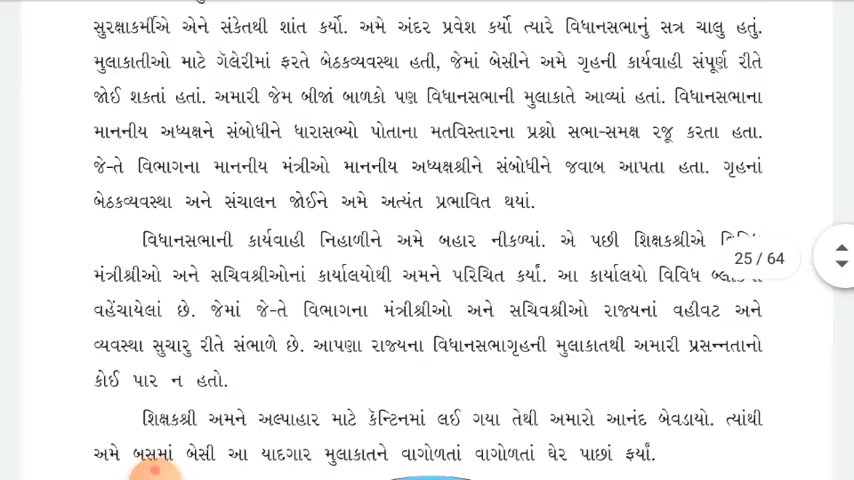 સુરક્ષાકર્મીએ એને સંકેતથી શાંત કર્યો. અમે અંદર પ્રવેશ કર્યો ત્યારે વિધાનસભાનું સત્ર ચાલુ હતું.
મુલાકાતીઓ માટે ગૅલેરીમાં ફરતે બેઠકવ્યવસ્થા હતી, જેમાં બેસીને અમે ગૃહની કાર્યવાહી સંપૂર્ણ રીતે
જોઈ શકતાં હતાં. અમારી જેમ બીજાં બાળકો પણ વિધાનસભાની મુલાકાતે આવ્યાં હતાં. વિધાનસભાના
માનનીય અધ્યક્ષને સંબોધીને ધારાસભ્યો પોતાના મતવિસ્તારના પ્રશ્નો સભા-સમક્ષ રજૂ કરતા હતા.
જે-તે વિભાગના માનનીય મંત્રીઓ માનનીય અધ્યક્ષશ્રીને સંબોધીને જવાબ આપતા હતા. ગૃહનાં
બેઠકવ્યવસ્થા અને સંચાલન જોઈને અમે અત્યંત પ્રભાવિત થયાં.
વિધાનસભાની કાર્યવાહી નિહાળીને અમે બહાર નીકળ્યાં. એ પછી શિક્ષકશ્રીએ
25 / 64
મંત્રીશ્રીઓ અને સચિવશ્રીઓનાં કાર્યાલયોથી અમને પરિચિત કર્યાં. આ કાર્યાલયો વિવિધ
વહેંચાયેલાં છે. જેમાં જે-તે વિભાગના મંત્રીશ્રીઓ અને સચિવશ્રીઓ રાજ્યનાં વહીવટ અને
વ્યવસ્થા સુચારુ રીતે સંભાળે છે. આપણા રાજ્યના વિધાનસભાગૃહની મુલાકાતથી અમારી પ્રસન્નતાનો
કોઈ પાર ન હતો.
શિક્ષકશ્રી અમને અલ્પાહાર માટે કૅન્ટિનમાં લઈ ગયા તેથી અમારો આનંદ બેવડાયો. ત્યાંથી
અમે બસમાં બેસી આ યાદગાર મુલાકાતને વાગોળતાં વાગોળતાં ઘેર પાછાં ફર્યાં.